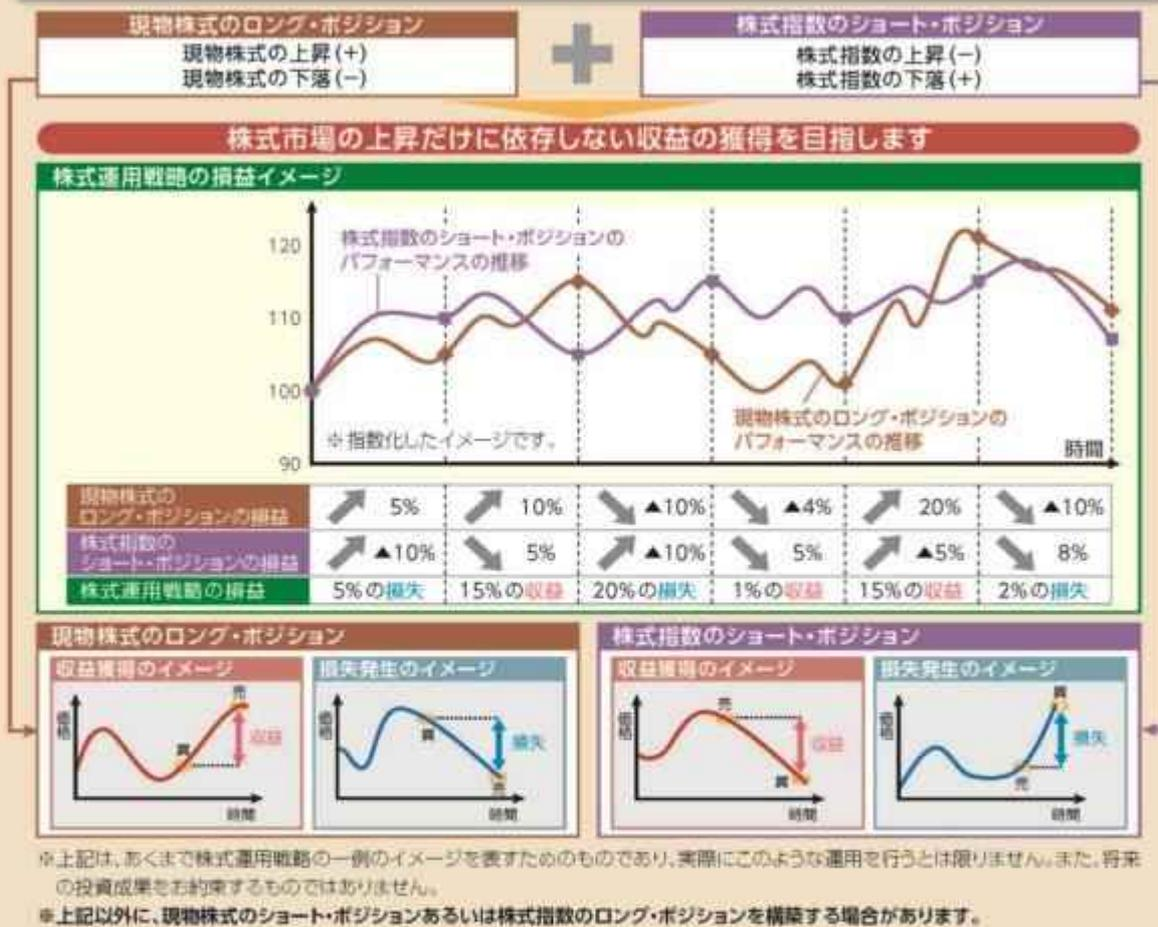 現物株式のロング・ポジション
現物株式の上昇(+)
現物株式の下落(−)
株式指数のショート・ポジション
株式指数の上昇(−)
株式指数の下落(+)
株式市場の上昇だけに依存しない収益の獲得を目指します
株式運用戦略の損益イメージ
120
110
100
90
株式指数のショート・ポジションの
パフォーマンスの推移
現物株式のロング・ポジションの
パフォーマンスの推移
※指数化したイメージです。
時間
現物株式の
ロング・ポジションの損益
5% 10% ▲10% ▲4% 20% ▲10%
株式指数の
ショート・ポジションの損益
▲10% 5% ▲10% 5% ▲5% 8%
株式運用戦略の損益 5%の損失 15%の収益 20%の損失 1%の収益 15%の収益 2%の損失
現物株式のロング・ポジション
収益獲得のイメージ
価格
買
売
収益
時間
損失発生のイメージ
価格
買
売
損失
時間
株式指数のショート・ポジション
収益獲得のイメージ
価格
売
買
収益
時間
損失発生のイメージ
価格
買
売
損失
時間
※上記は、あくまで株式運用戦略の一例のイメージを表すためのものであり、実際にこのような運用を行うとは限りません。また、将来
の投資成果をお約束するものではありません。
※上記以外に、現物株式のショート・ポジションあるいは株式指数のロング・ポジションを構築する場合があります。